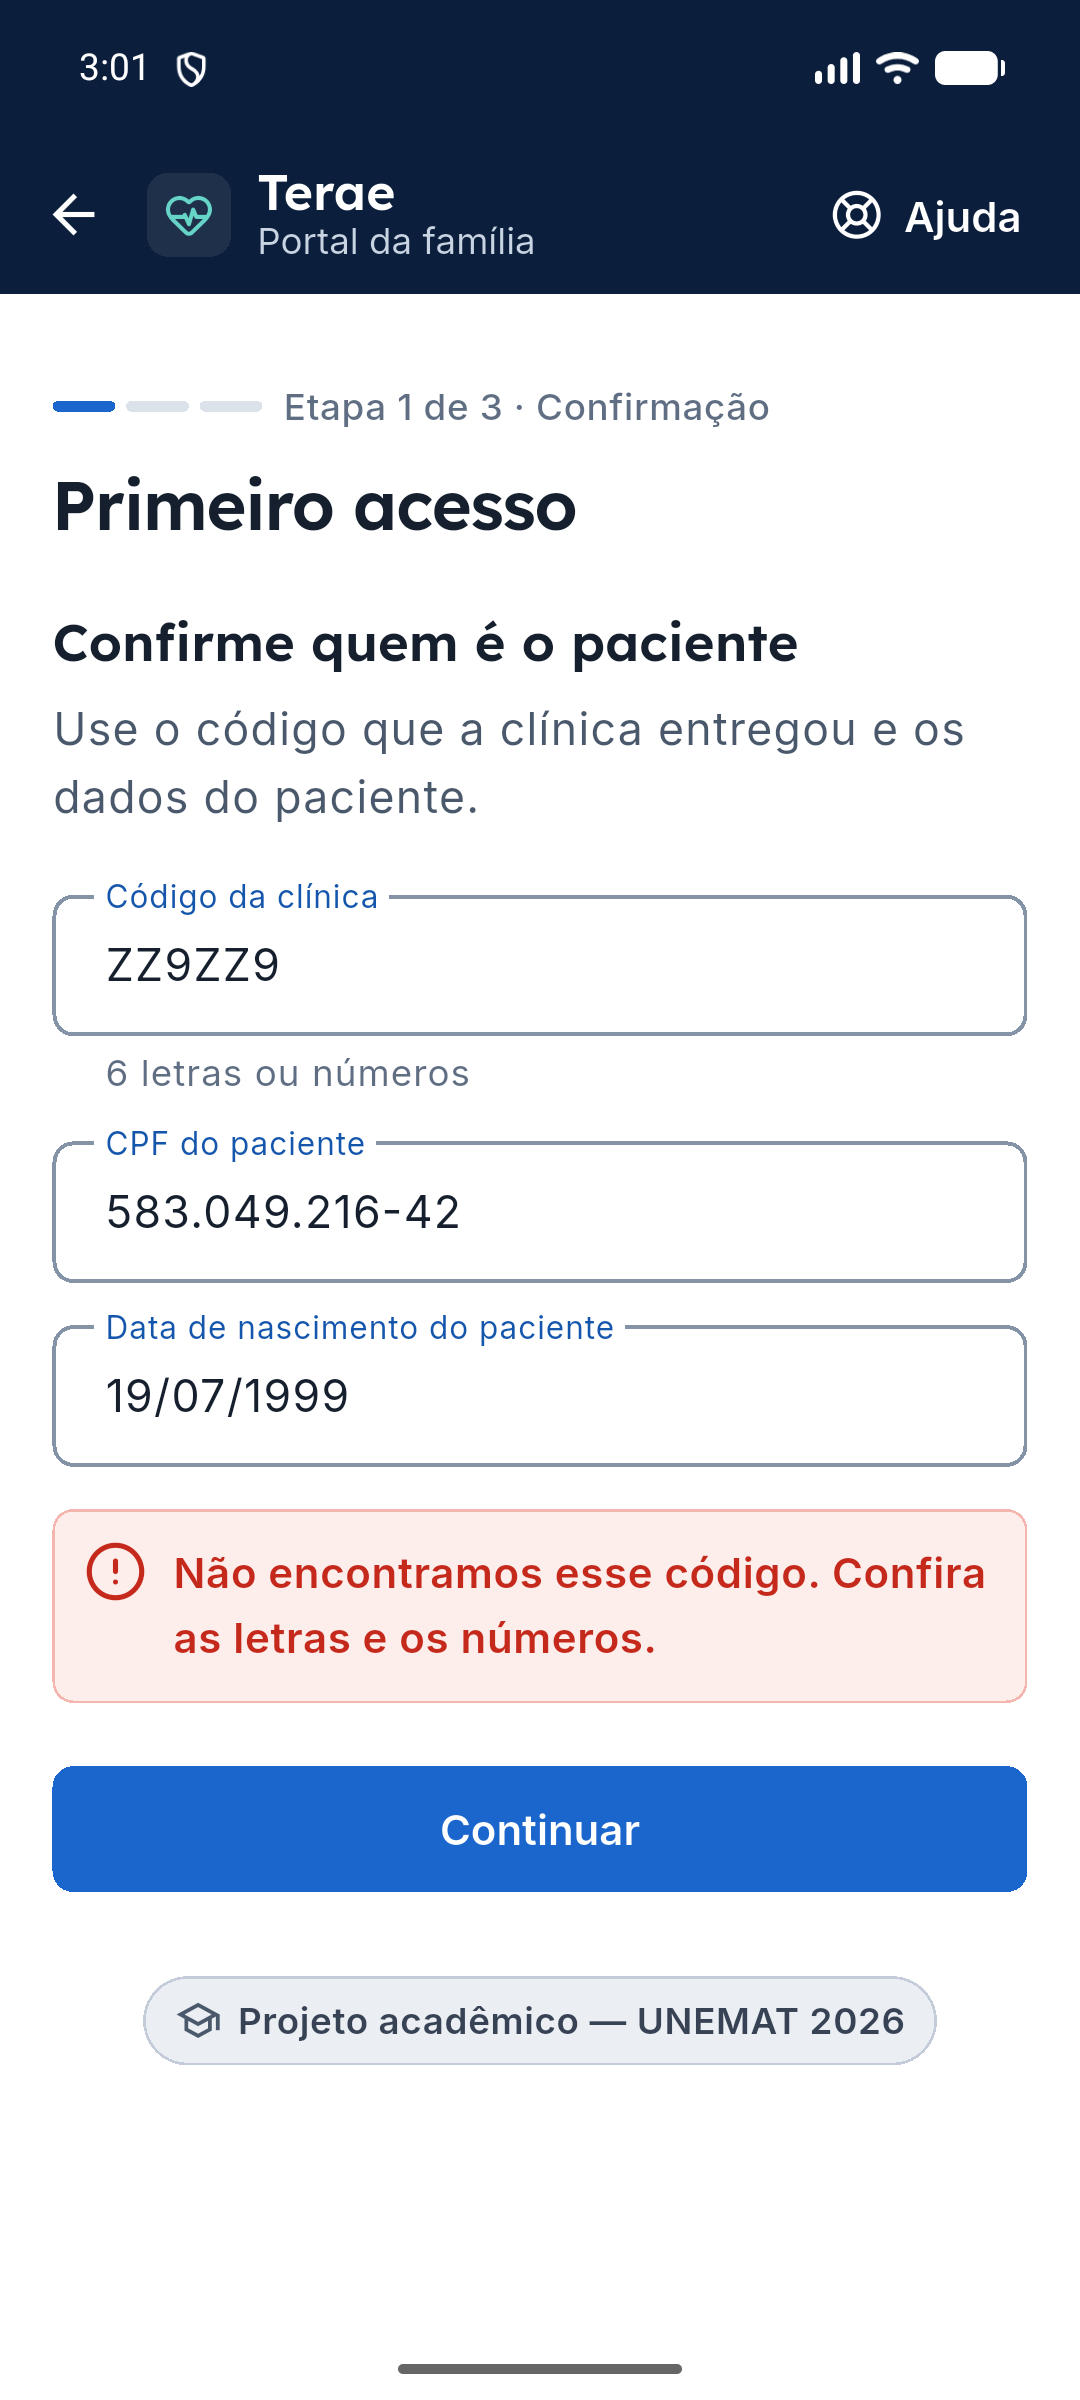 3:01
Terae
Portal da família
Ajuda
Etapa 1 de 3 · Confirmação
Primeiro acesso
Confirme quem é o paciente
Use o código que a clínica entregou e os
dados do paciente.
Código da clínica
ZZ9ZZ9
6 letras ou números
CPF do paciente
583.049.216-42
Data de nascimento do paciente
19/07/1999
Não encontramos esse código. Confira
as letras e os números.
Continuar
Projeto acadêmico — UNEMAT 2026